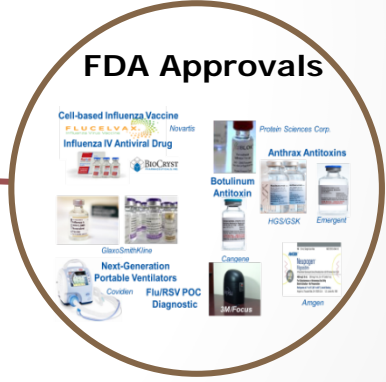 FDA Approvals
Cell-based Influenza Vaccine
FLUCELVAX
Novartis
Protein Sciences Corp.
Influenza IV Antiviral Drug
BIOCRYST
Anthrax Antitoxins
Botulinum
Antitoxin
HGS/GSK
Emergent
GlaxoSmithKline
Cangene
Next-Generation
Portable Ventilators
Coviden
Flu/RSV POC
Diagnostic
3M/Focus
Neupogen
Amgen